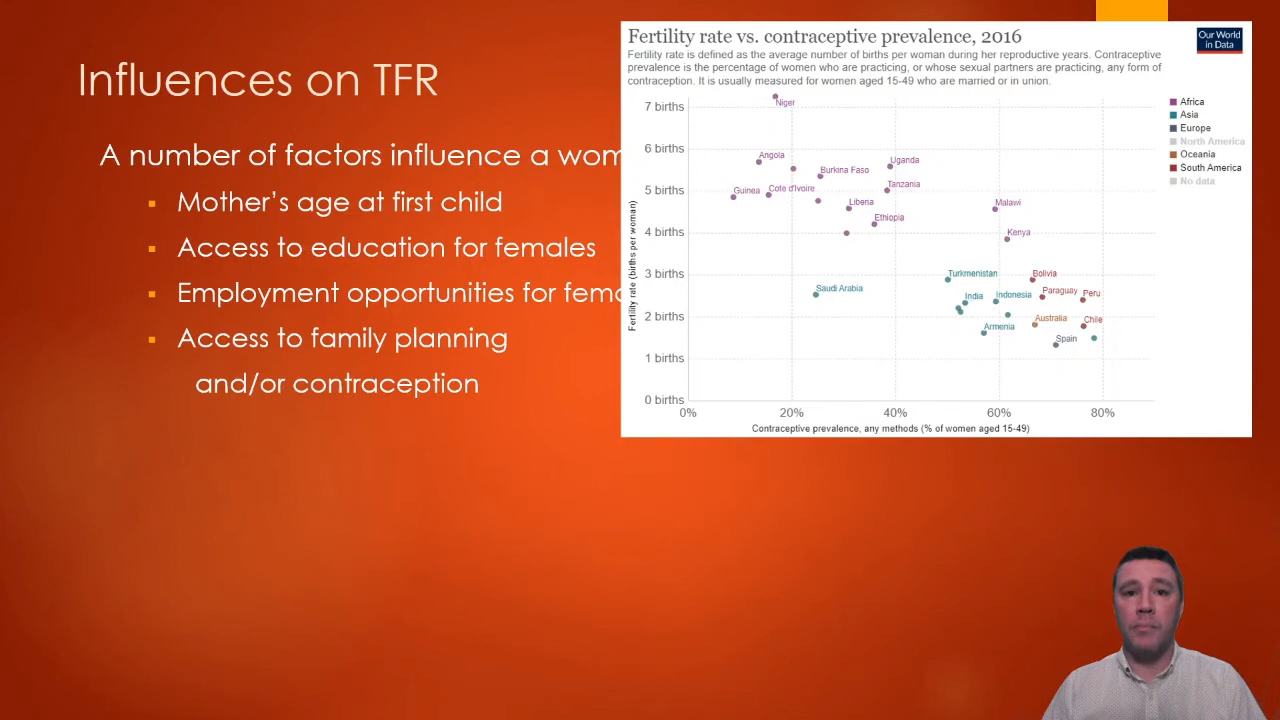 Influences on TFR
A number of factors influence a wom
Mother's age at first child
Access to education for females
Employment opportunities for fema
Access to family planning
and/or contraception
Fertility rate vs. contraceptive prevalence, 2016
Our World
in Data
Fertility rate is defined as the average number of births per woman during her reproductive years. Contraceptive
prevalence is the percentage of women who are practicing, or whose sexual partners are practicing, any form of
contraception. It is usually measured for women aged 15-49 who are married or in union.
7 births
6 births
5 births
4 births
3 births
2 births
1 births
0 births
Fertility rate (births per woman)
Niger
Angola
Uganda
Burkina Faso
Tanzania
Guinea
Cote d'Ivoire
Liberia
Malawi
Ethiopia
Kenya
Turkmenistan
Bolivia
Saudi Arabia
India
Indonesia
Paraguay
Peru
Armenia
Australia
Chile
Spain
0%
20%
40%
60%
80%
Contraceptive prevalence, any methods (% of women aged 15-49)
Africa
Asia
Europe
North America
Oceania
South America
No data